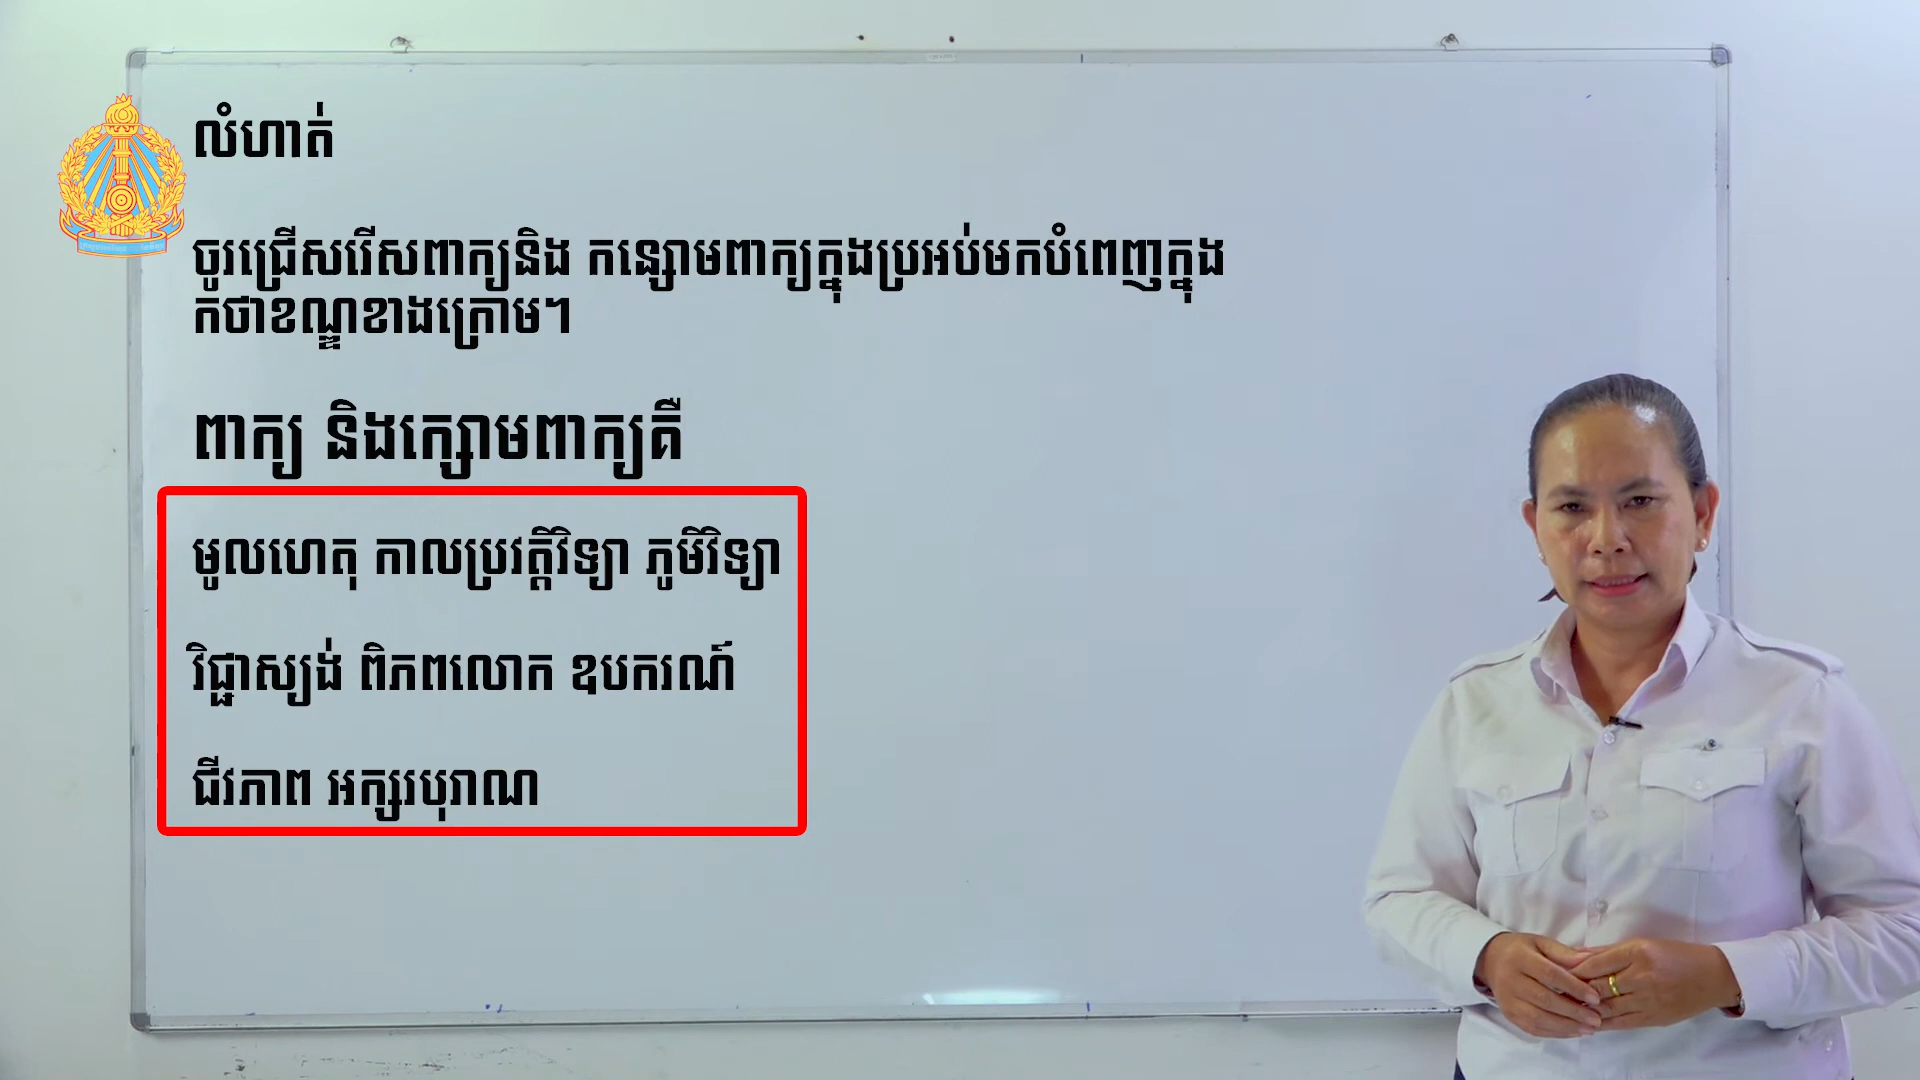 លំហាត់
ចូរជ្រើសរើសពាក្យនិង កន្សោមពាក្យក្នុងប្រអប់មកបំពេញក្នុង
កថាខណ្ឌខាងក្រោម។
ពាក្យ និងក្សោមពាក្យគឺ
មូលហេតុ កាលប្រវត្តិវិទ្យា ភូមិវិទ្យា
វិជ្ជាស្យង់ ពិភពលោក ឧបករណ៍
ជីវភាព អក្សរបុរាណ